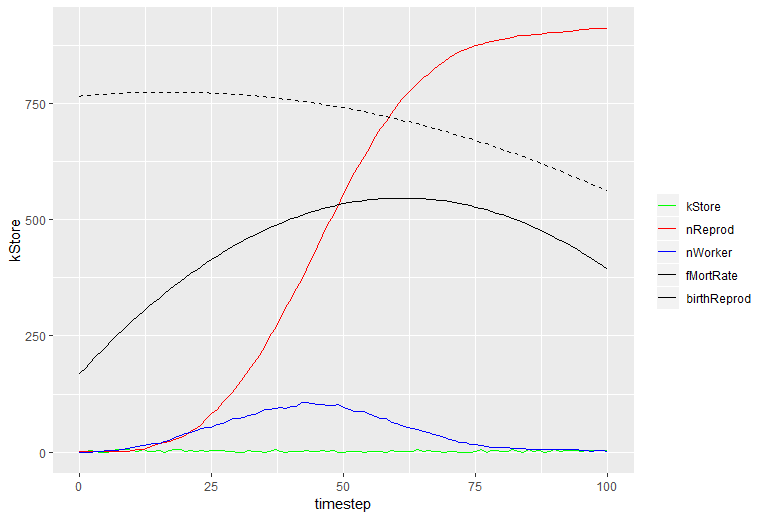 kStore
750
500
250
0
0
25
50
75
100
timestep
kStore
nReprod
nWorker
fMortRate
birthReprod